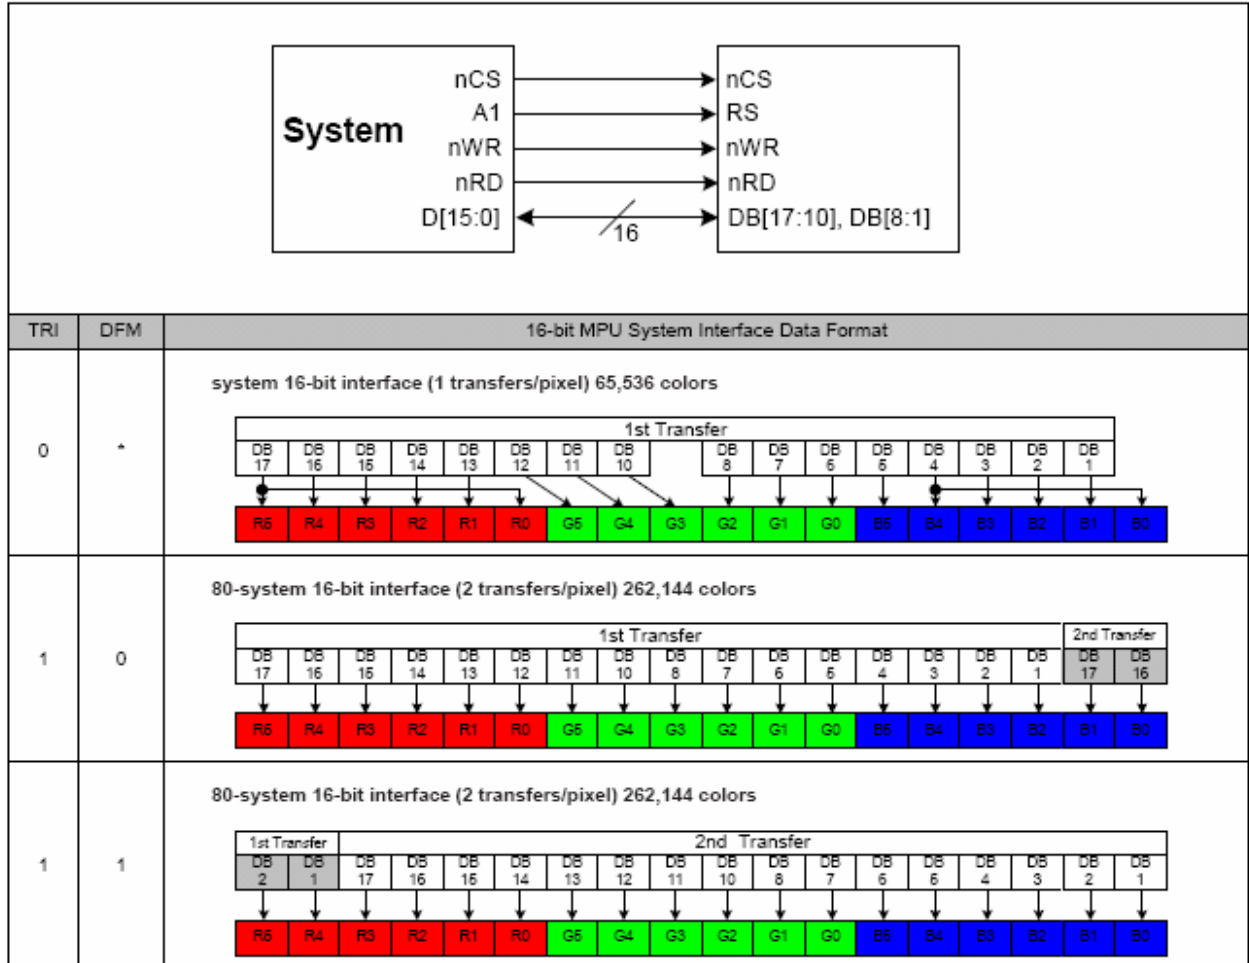 nCS nCS
System A1 RS
nWR nWR
nRD nRD
D[15:0] 16 DB[17:10], DB[8:1]
TRI DFM 16-bit MPU System Interface Data Format
system 16-bit interface (1 transfers/pixel) 65,536 colors
0 *
1st Transfer
DB DB DB DB DB DB DB DB DB DB DB DB DB DB DB DB
17 16 15 14 13 12 11 10 8 7 6 5 4 3 2 1
R5 R4 R3 R2 R1 R0 G5 G4 G3 G2 G1 G0 B5 B4 B3 B2 B1 B0
80-system 16-bit interface (2 transfers/pixel) 262,144 colors
1 0
1st Transfer 2nd Transfer
DB DB DB DB DB DB DB DB DB DB DB DB DB DB DB DB DB DB
17 16 15 14 13 12 11 10 8 7 6 5 4 3 2 1 17 16
R5 R4 R3 R2 R1 R0 G5 G4 G3 G2 G1 G0 B5 B4 B3 B2 B1 B0
80-system 16-bit interface (2 transfers/pixel) 262,144 colors
1 1
1st Transfer 2nd Transfer
DB DB DB DB DB DB DB DB DB DB DB DB DB DB DB DB DB DB
2 1 17 16 15 14 13 12 11 10 8 7 6 5 4 3 2 1
R5 R4 R3 R2 R1 R0 G5 G4 G3 G2 G1 G0 B5 B4 B3 B2 B1 B0